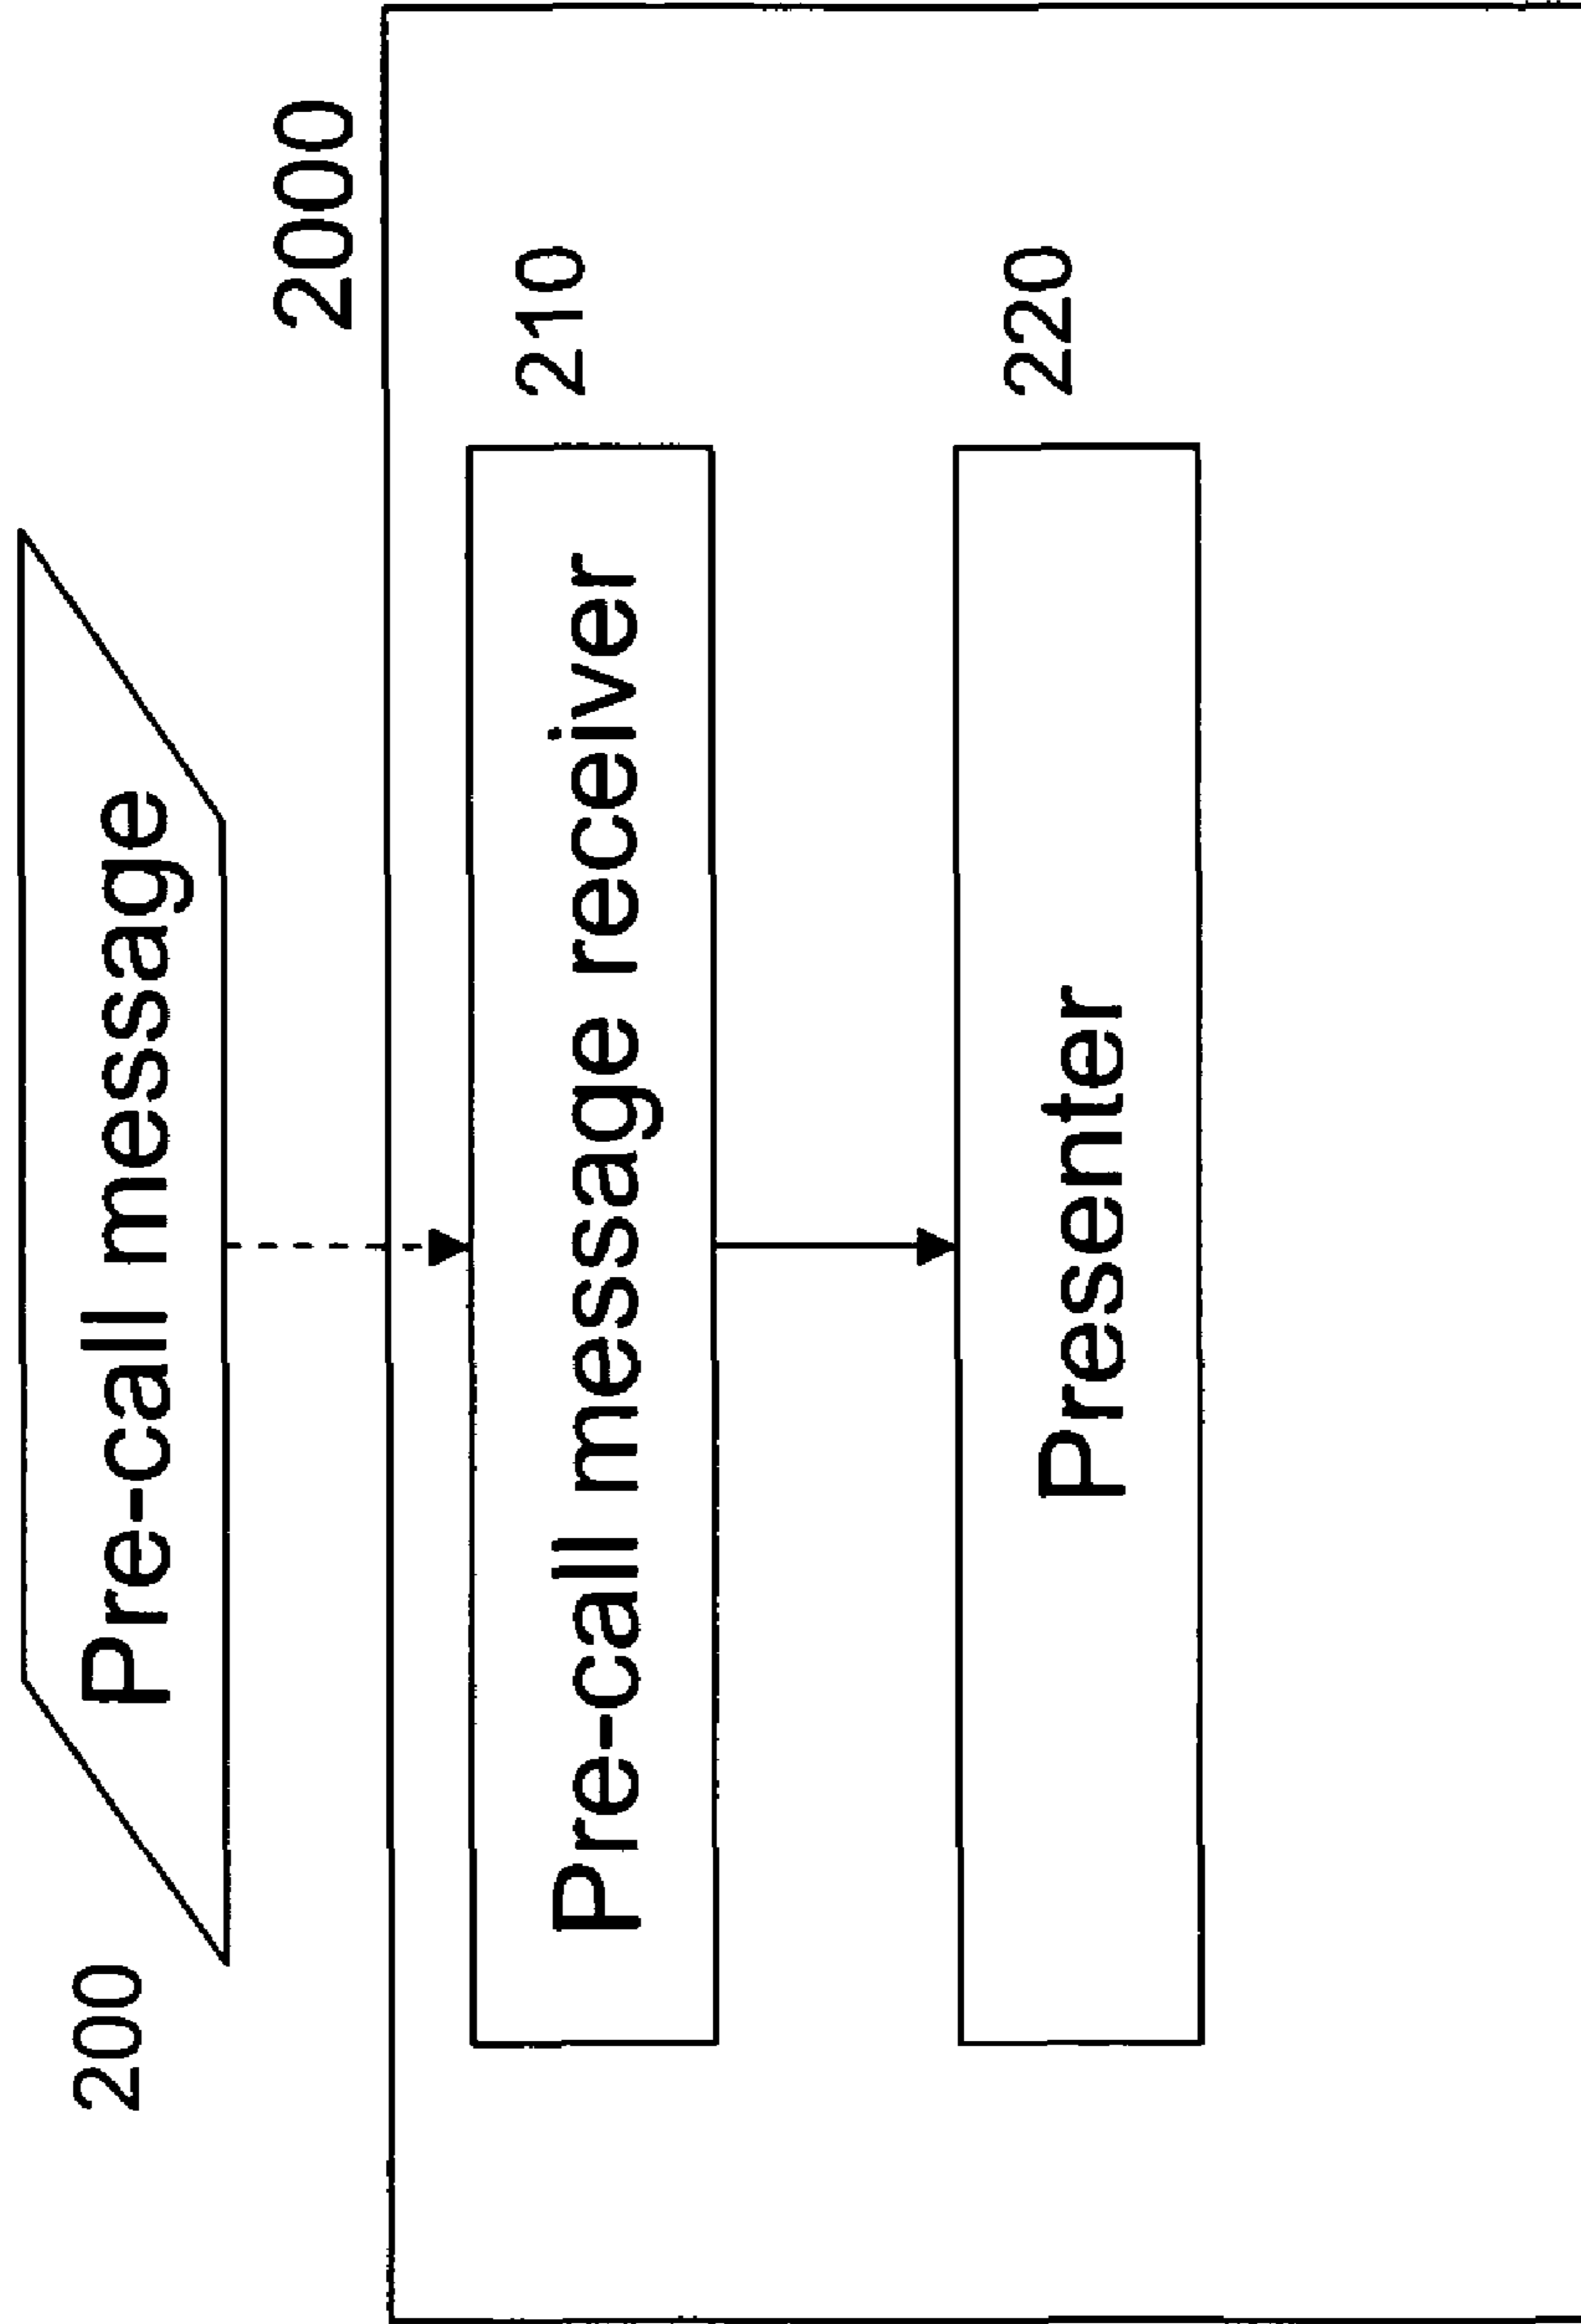 200
Pre-call message
2000
Pre-call message receiver
210
Presenter
220